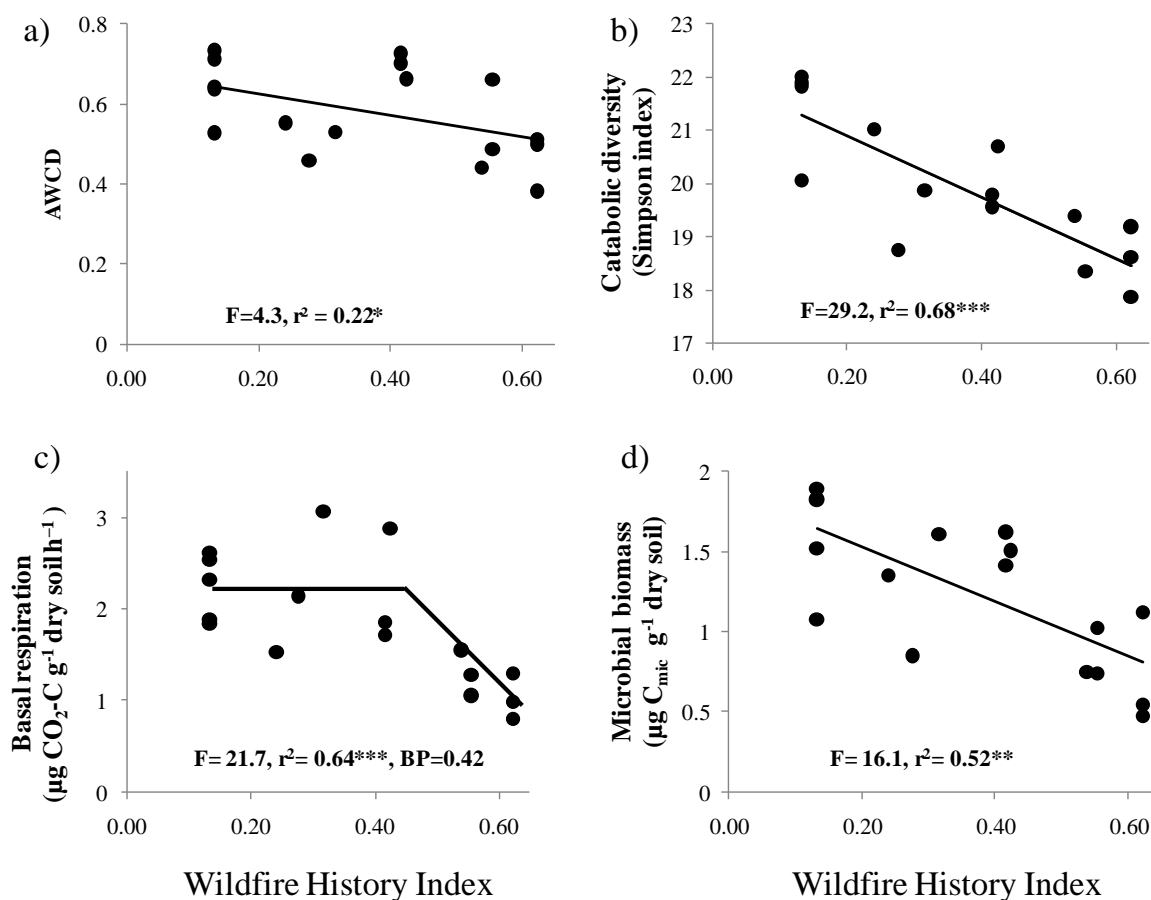 a)
AWCD
0.8
0.6
0.4
0.2
0
0.00
0.20
0.40
0.60
F=4.3, r² = 0.22*
b)
Catabolic diversity
(Simpson index)
23
22
21
20
19
18
17
0.00
0.20
0.40
0.60
F=29.2, r²= 0.68***
c)
Basal respiration
(µg CO₂-C g⁻¹ dry soilh⁻¹)
3
2
1
0
0.00
0.20
0.40
0.60
F= 21.7, r²= 0.64***, BP=0.42
Wildfire History Index
d)
Microbial biomass
(µg Cₘᵢc g⁻¹ dry soil)
2
1.5
1
0.5
0
0.00
0.20
0.40
0.60
F= 16.1, r²= 0.52**
Wildfire History Index